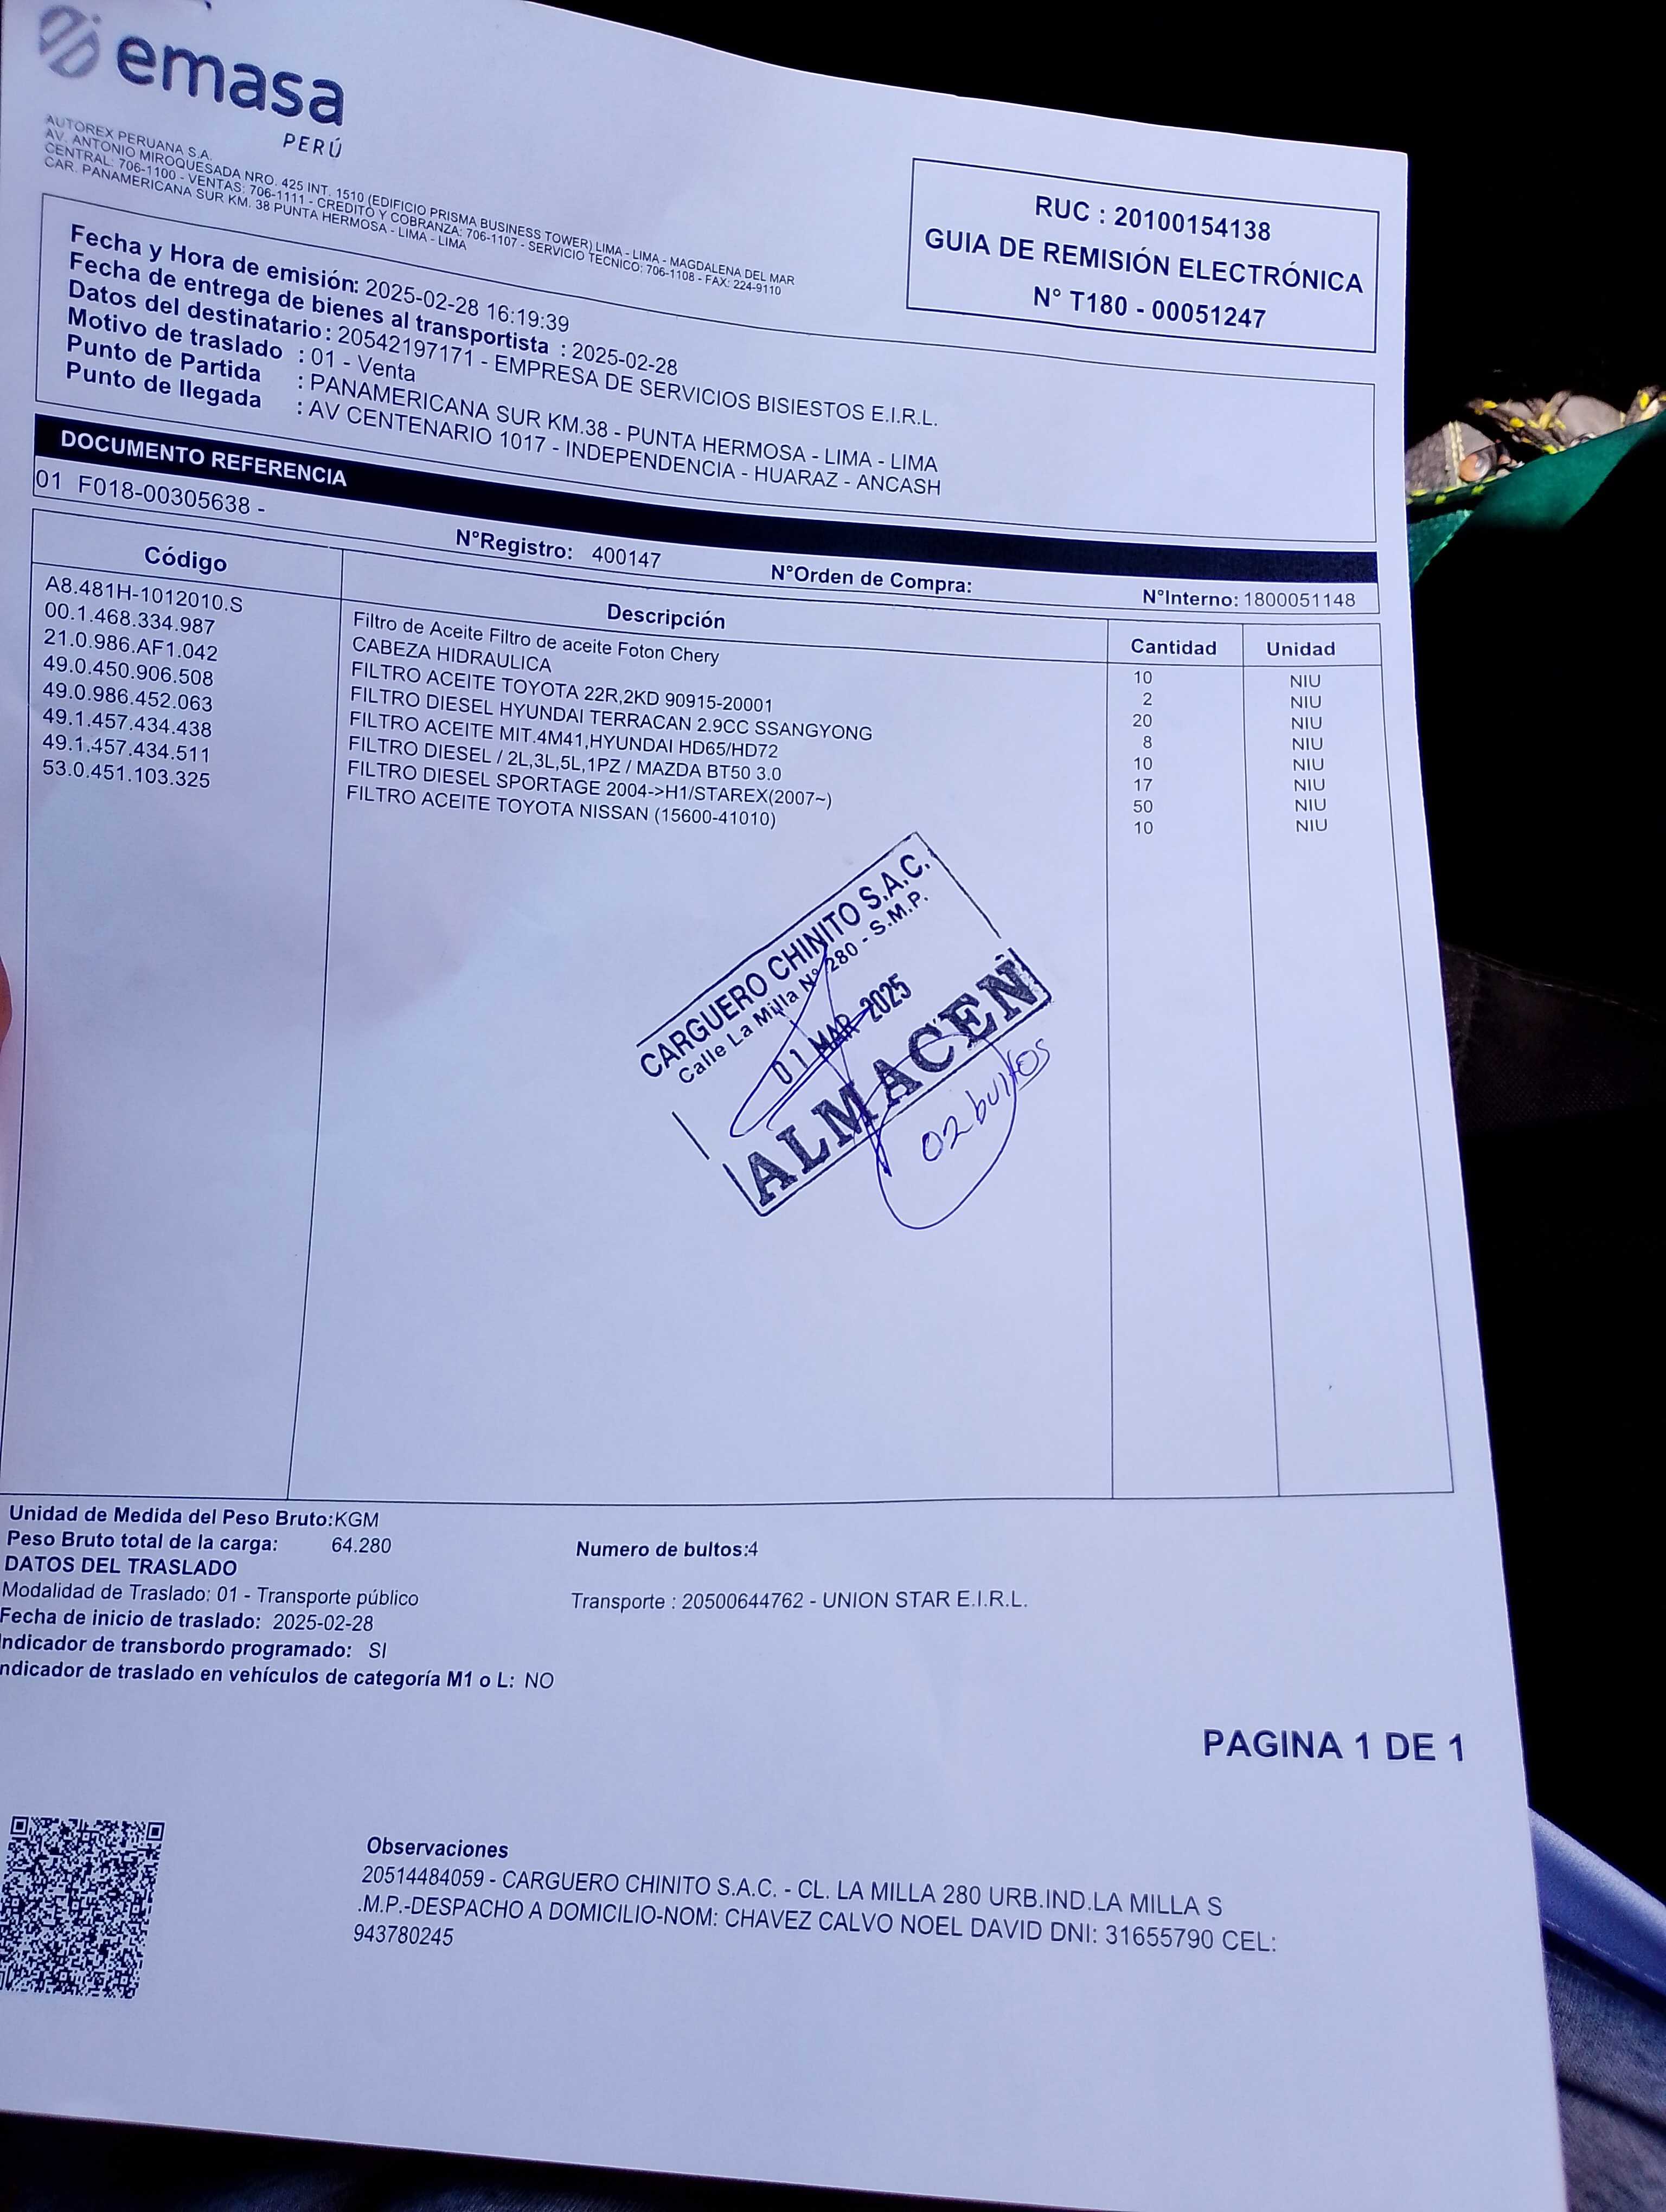 emasa
PERÚ
AUTOREX PERUANA S.A.
AV. ANTONIO MIROQUESADA NRO. 425 INT. 1510 (EDIFICIO PRISMA BUSINESS TOWER) LIMA - LIMA - MAGDALENA DEL MAR
CENTRAL: 706-1100 - VENTAS: 706-1111 - CREDITO Y COBRANZA: 706-1107 - SERVICIO TECNICO: 706-1108 - FAX: 224-9110
CAR. PANAMERICANA SUR KM. 38 PUNTA HERMOSA - LIMA - LIMA
RUC : 20100154138
GUIA DE REMISIÓN ELECTRÓNICA
N° T180 - 00051247
Fecha y Hora de emisión: 2025-02-28 16:19:39
Fecha de entrega de bienes al transportista : 2025-02-28
Datos del destinatario : 20542197171 - EMPRESA DE SERVICIOS BISIESTOS E.I.R.L.
Motivo de traslado : 01 - Venta
Punto de Partida : PANAMERICANA SUR KM.38 - PUNTA HERMOSA - LIMA - LIMA
Punto de llegada : AV CENTENARIO 1017 - INDEPENDENCIA - HUARAZ - ANCASH
DOCUMENTO REFERENCIA
01 F018-00305638 -
N°Registro: 400147 N°Orden de Compra: N°Interno: 1800051148
Código Descripción Cantidad Unidad
A8.481H-1012010.S Filtro de Aceite Filtro de aceite Foton Chery 10 NIU
00.1.468.334.987 CABEZA HIDRAULICA 2 NIU
21.0.986.AF1.042 FILTRO ACEITE TOYOTA 22R,2KD 90915-20001 20 NIU
49.0.450.906.508 FILTRO DIESEL HYUNDAI TERRACAN 2.9CC SSANGYONG 8 NIU
49.0.986.452.063 FILTRO ACEITE MIT.4M41,HYUNDAI HD65/HD72 10 NIU
49.1.457.434.438 FILTRO DIESEL / 2L,3L,5L,1PZ / MAZDA BT50 3.0 17 NIU
49.1.457.434.511 FILTRO DIESEL SPORTAGE 2004->H1/STAREX(2007~) 50 NIU
53.0.451.103.325 FILTRO ACEITE TOYOTA NISSAN (15600-41010) 10 NIU
CARGUERO CHINITO S.A.C.
Calle La Milla N° 280 - S.M.P.
01 MAR 2025
ALMACEN
02 bultos
Unidad de Medida del Peso Bruto:KGM
Peso Bruto total de la carga: 64.280 Numero de bultos:4
DATOS DEL TRASLADO
Modalidad de Traslado: 01 - Transporte público Transporte : 20500644762 - UNION STAR E.I.R.L.
Fecha de inicio de traslado: 2025-02-28
Indicador de transbordo programado: SI
ndicador de traslado en vehículos de categoría M1 o L: NO
PAGINA 1 DE 1
Observaciones
20514484059 - CARGUERO CHINITO S.A.C. - CL. LA MILLA 280 URB.IND.LA MILLA S
.M.P.-DESPACHO A DOMICILIO-NOM: CHAVEZ CALVO NOEL DAVID DNI: 31655790 CEL:
943780245